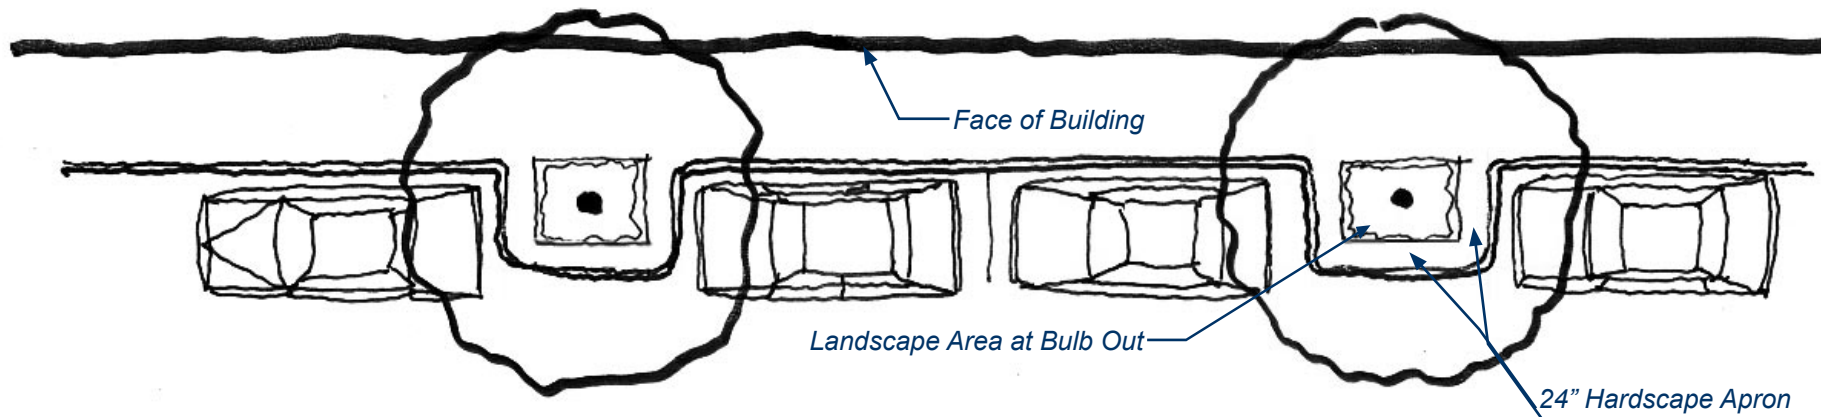 Face of Building
Landscape Area at Bulb Out
24” Hardscape Apron